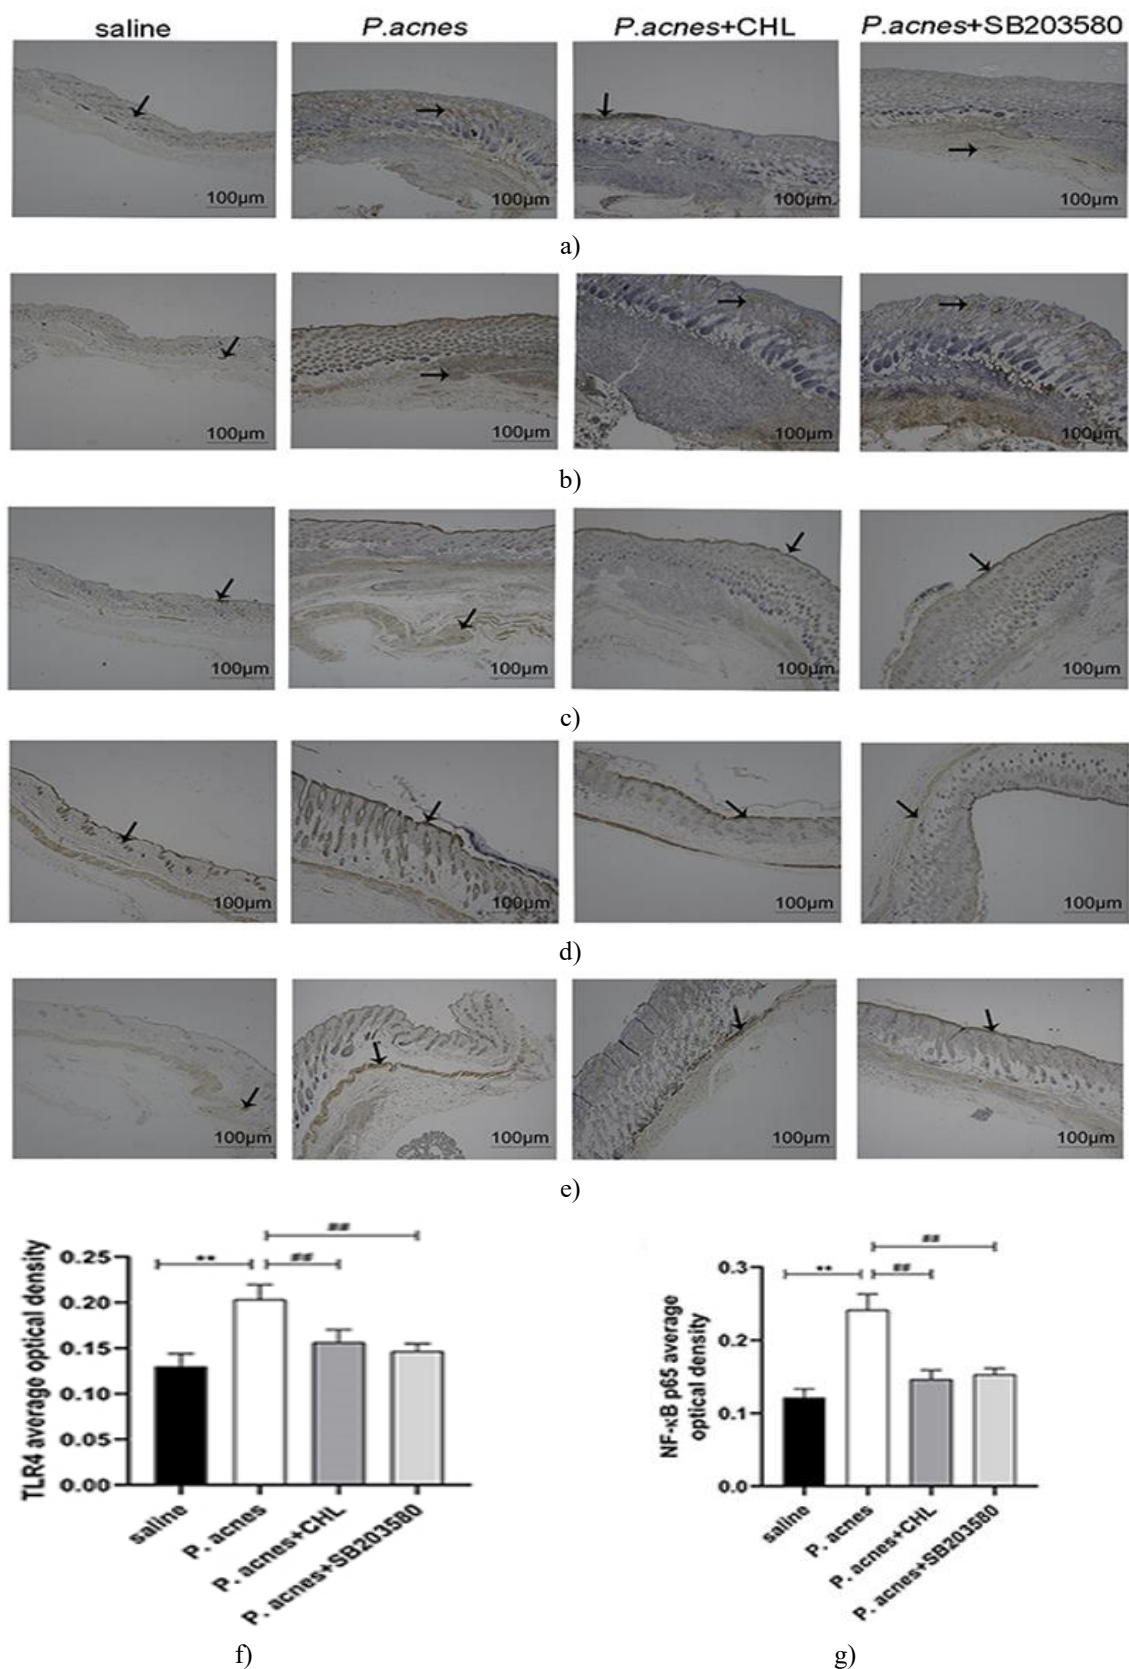 saline P.acnes P.acnes+CHL P.acnes+SB203580
100µm 100µm 100µm 100µm
a)
100µm 100µm 100µm 100µm
b)
100µm 100µm 100µm 100µm
c)
100µm 100µm 100µm 100µm
d)
100µm 100µm 100µm 100µm
e)
TLR4 average optical density
0.25
0.20
0.15
0.10
0.05
0.00
**
##
##
saline
P. acnes
P. acnes+CHL
P. acnes+SB203580
f)
NF-κB p65 average
optical density
0.3
0.2
0.1
0.0
**
##
##
saline
P. acnes
P. acnes+CHL
P. acnes+SB203580
g)